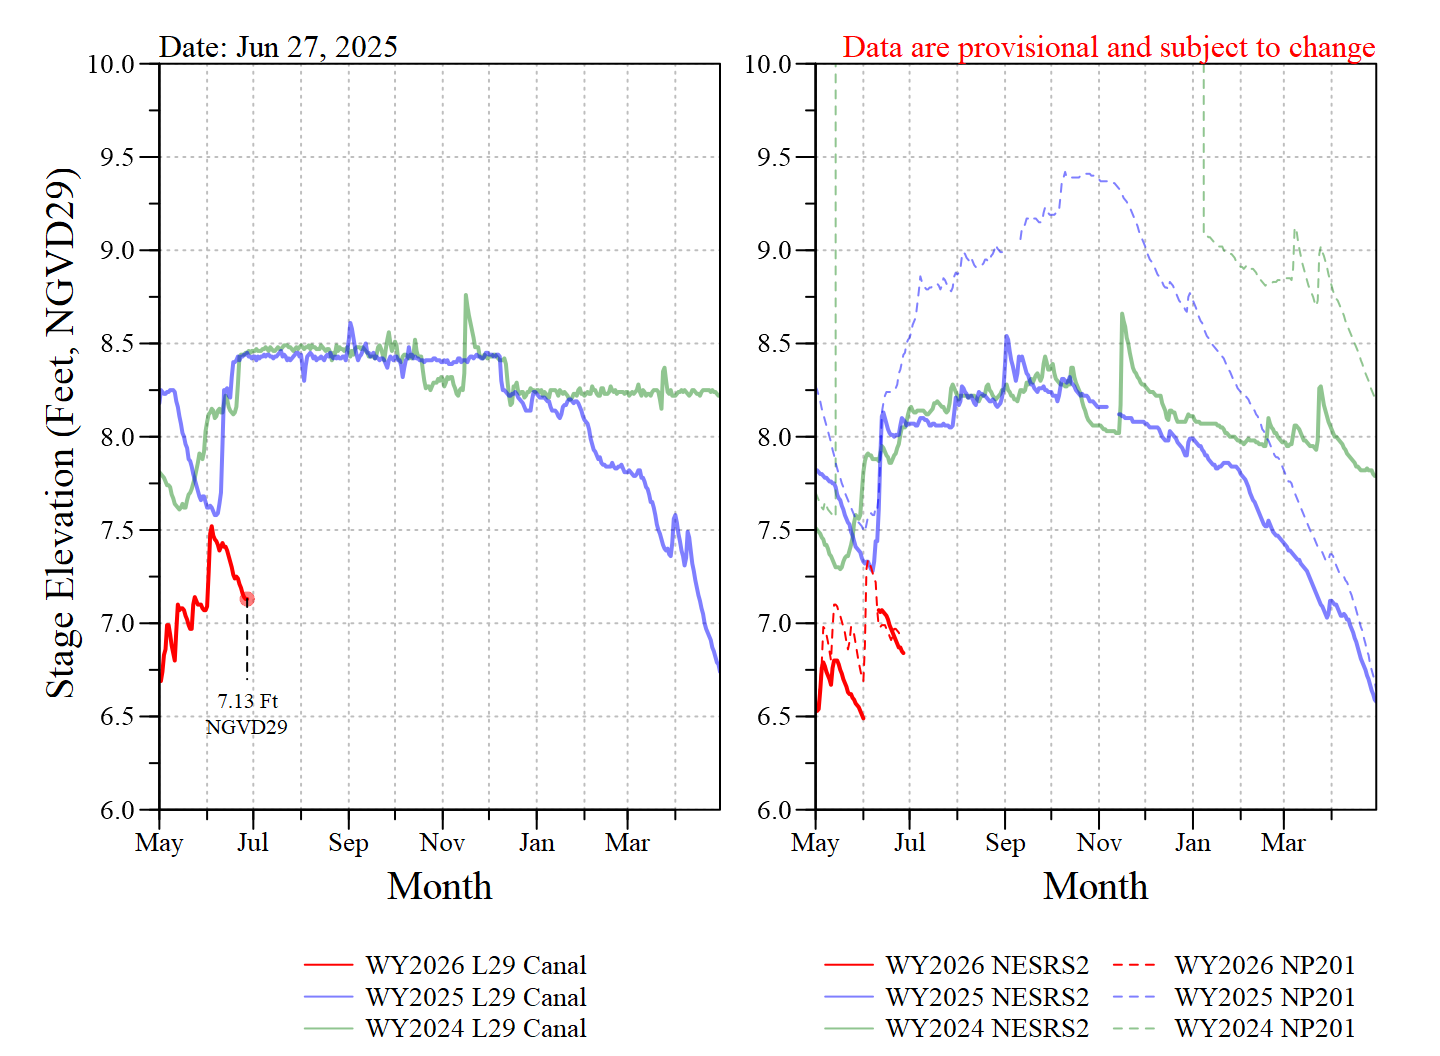 Date: Jun 27, 2025
Data are provisional and subject to change
Stage Elevation (Feet, NGVD29)
10.0
9.5
9.0
8.5
8.0
7.5
7.0
6.5
6.0
7.13 Ft
NGVD29
May Jul Sep Nov Jan Mar
Month
10.0
9.5
9.0
8.5
8.0
7.5
7.0
6.5
6.0
May Jul Sep Nov Jan Mar
Month
WY2026 L29 Canal
WY2025 L29 Canal
WY2024 L29 Canal
WY2026 NESRS2 WY2026 NP201
WY2025 NESRS2 WY2025 NP201
WY2024 NESRS2 WY2024 NP201